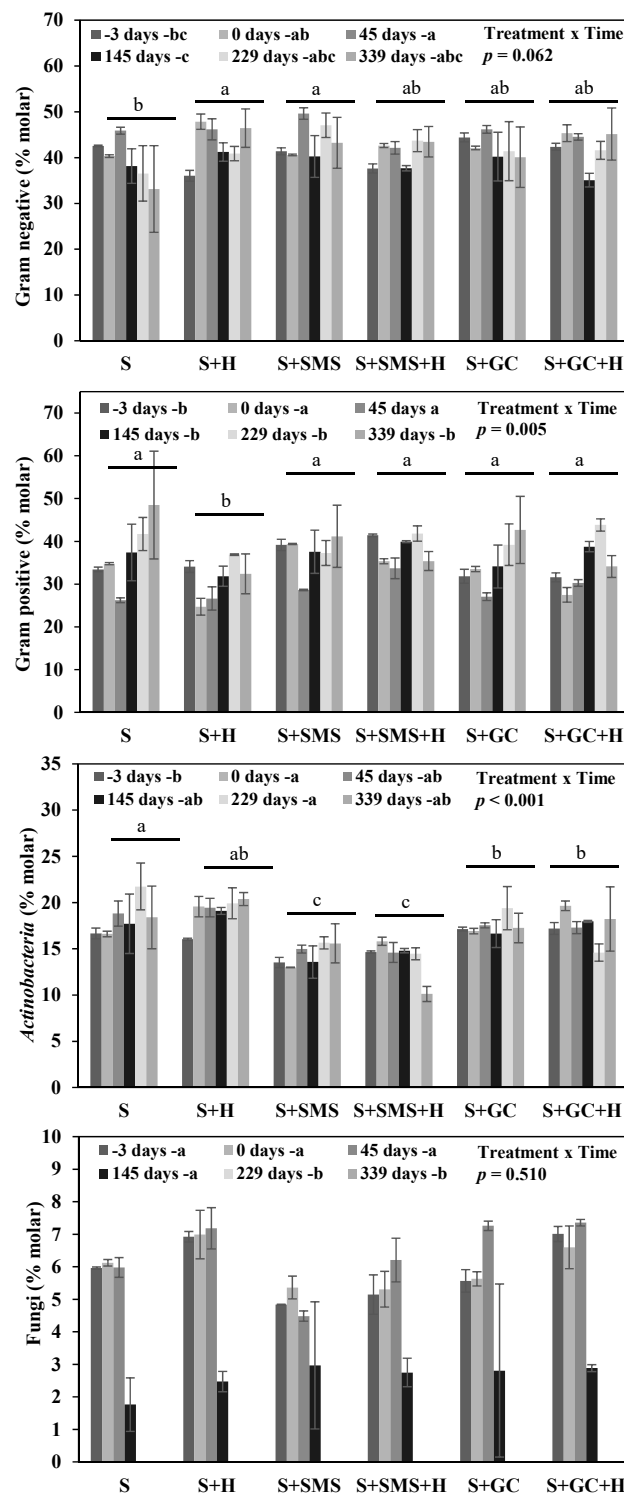 70
60
50
40
30
20
10
0
Gram negative (% molar)
-3 days -bc 0 days -ab 45 days -a
145 days -c 229 days -abc 339 days -abc
Treatment x Time
p = 0.062
b a a ab ab ab
S S+H S+SMS S+SMS+H S+GC S+GC+H
70
60
50
40
30
20
10
0
Gram positive (% molar)
-3 days -b 0 days -a 45 days a
145 days -b 229 days -b 339 days -b
Treatment x Time
p = 0.005
a b a a a a
S S+H S+SMS S+SMS+H S+GC S+GC+H
35
30
25
20
15
10
5
0
Actinobacteria (% molar)
-3 days -b 0 days -a 45 days -ab
145 days -ab 229 days -a 339 days -ab
Treatment x Time
p < 0.001
a ab c c b b
S S+H S+SMS S+SMS+H S+GC S+GC+H
10
9
8
7
6
5
4
3
2
1
0
Fungi (% molar)
-3 days -a 0 days -a 45 days -a
145 days -a 229 days -b 339 days -b
Treatment x Time
p = 0.510
S S+H S+SMS S+SMS+H S+GC S+GC+H